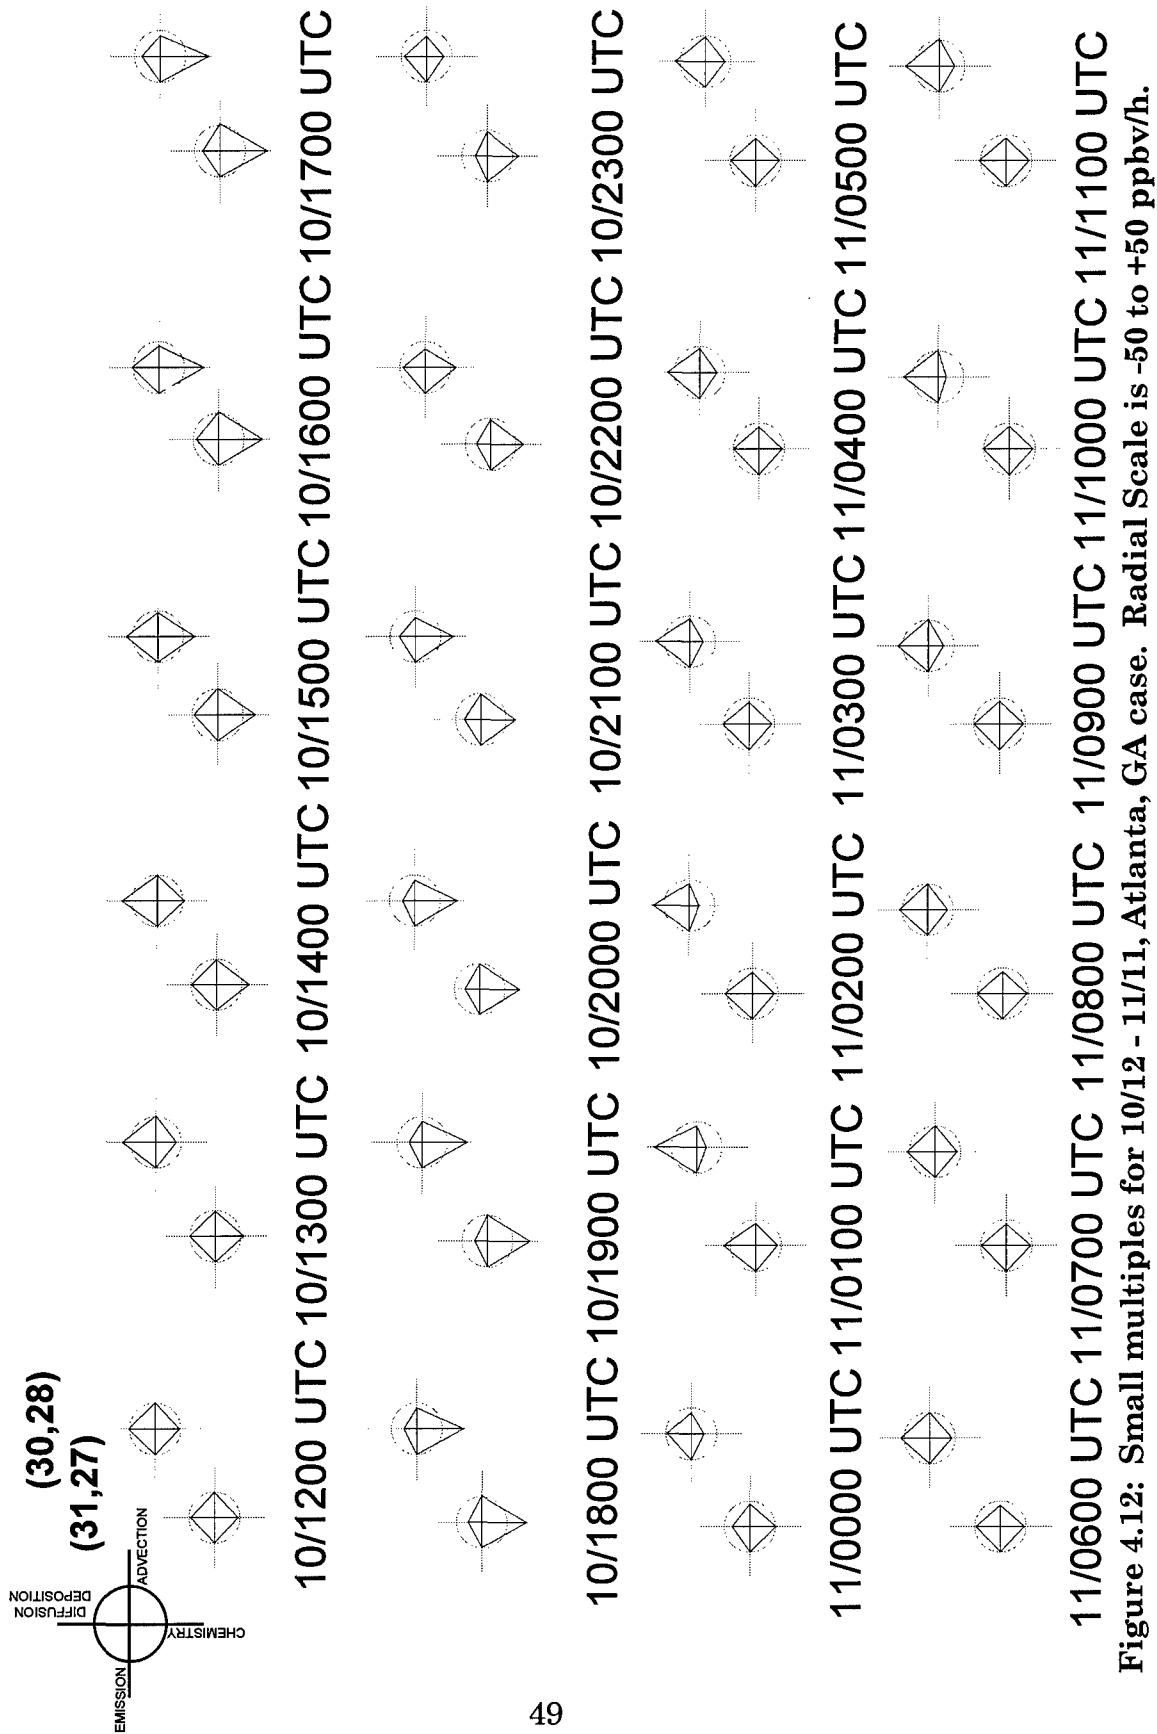 (30,28)
(31,27)
DIFFUSION
DEPOSITION
EMISSION
ADVECTION
CHEMISTRY
10/1200 UTC 10/1300 UTC 10/1400 UTC 10/1500 UTC 10/1600 UTC 10/1700 UTC
10/1800 UTC 10/1900 UTC 10/2000 UTC 10/2100 UTC 10/2200 UTC 10/2300 UTC
11/0000 UTC 11/0100 UTC 11/0200 UTC 11/0300 UTC 11/0400 UTC 11/0500 UTC
11/0600 UTC 11/0700 UTC 11/0800 UTC 11/0900 UTC 11/1000 UTC 11/1100 UTC
Figure 4.12: Small multiples for 10/12 - 11/11, Atlanta, GA case. Radial Scale is -50 to +50 ppbv/h.
49